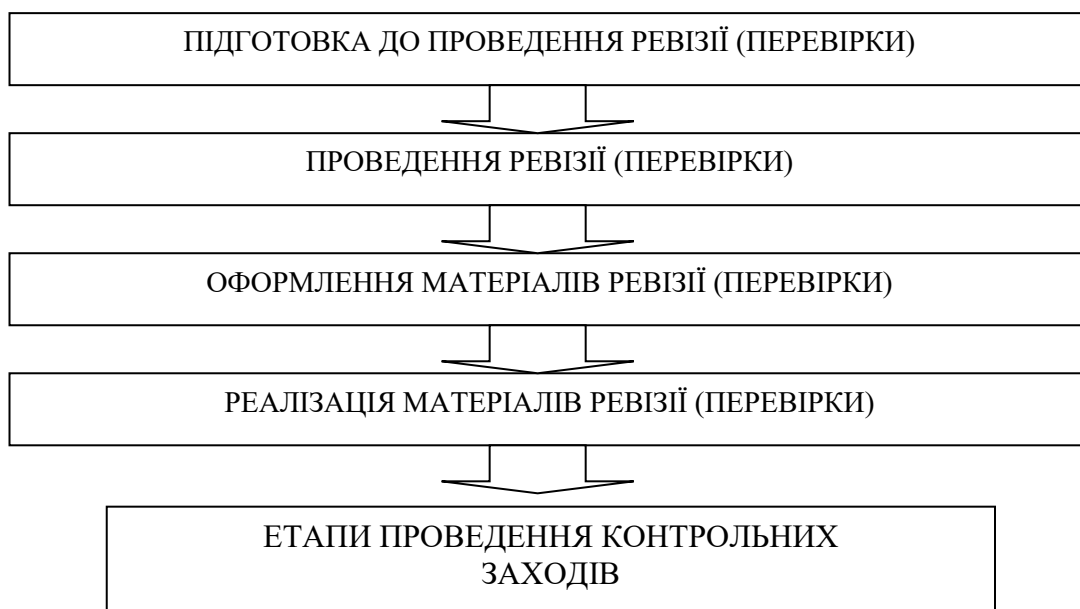 ПІДГОТОВКА ДО ПРОВЕДЕННЯ РЕВІЗІЇ (ПЕРЕВІРКИ)
ПРОВЕДЕННЯ РЕВІЗІЇ (ПЕРЕВІРКИ)
ОФОРМЛЕННЯ МАТЕРІАЛІВ РЕВІЗІЇ (ПЕРЕВІРКИ)
РЕАЛІЗАЦІЯ МАТЕРІАЛІВ РЕВІЗІЇ (ПЕРЕВІРКИ)
ЕТАПИ ПРОВЕДЕННЯ КОНТРОЛЬНИХ
ЗАХОДІВ